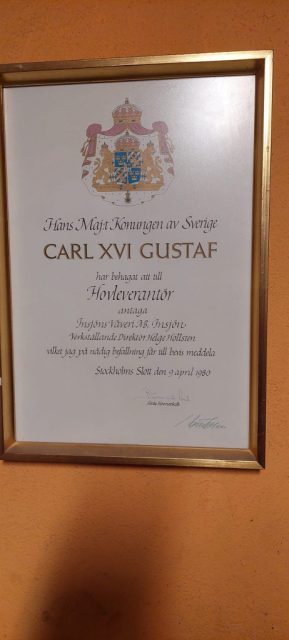 Hans Maj:t Konungen av Sverige
CARL XVI GUSTAF
har behagat att till
Hovleverantör
antaga
Insjöns Väveri AB, Insjön
Verkställande Direktör Helge Hollsten
vilket jag på nådig befallning får till bevis meddela
Stockholms Slott den 9 april 1980